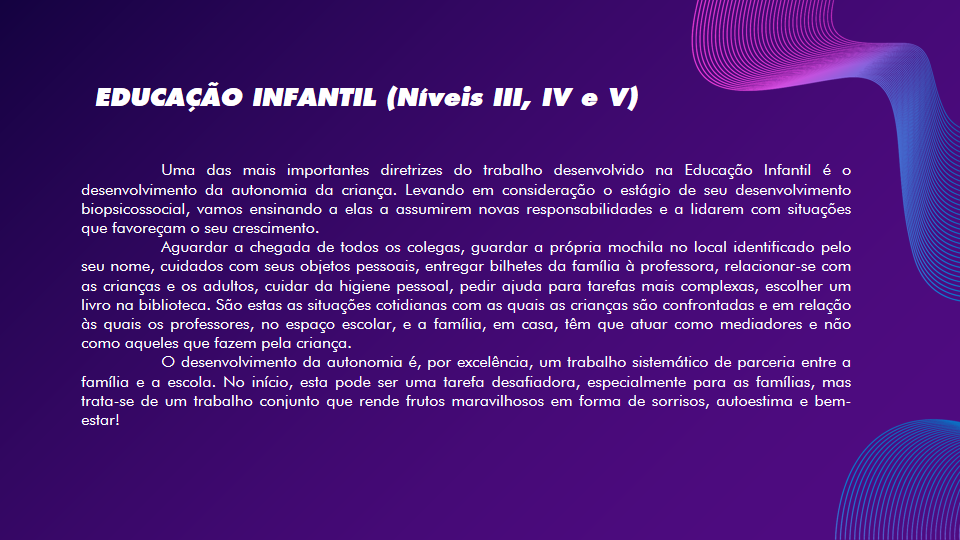 EDUCAÇÃO INFANTIL (Níveis III, IV e V)
Uma das mais importantes diretrizes do trabalho desenvolvido na Educação Infantil é o
desenvolvimento da autonomia da criança. Levando em consideração o estágio de seu desenvolvimento
biopsicossocial, vamos ensinando a elas a assumirem novas responsabilidades e a lidarem com situações
que favoreçam o seu crescimento.
Aguardar a chegada de todos os colegas, guardar a própria mochila no local identificado pelo
seu nome, cuidados com seus objetos pessoais, entregar bilhetes da família à professora, relacionar-se com
as crianças e os adultos, cuidar da higiene pessoal, pedir ajuda para tarefas mais complexas, escolher um
livro na biblioteca. São estas as situações cotidianas com as quais as crianças são confrontadas e em relação
às quais os professores, no espaço escolar, e a família, em casa, têm que atuar como mediadores e não
como aqueles que fazem pela criança.
O desenvolvimento da autonomia é, por excelência, um trabalho sistemático de parceria entre a
família e a escola. No início, esta pode ser uma tarefa desafiadora, especialmente para as famílias, mas
trata-se de um trabalho conjunto que rende frutos maravilhosos em forma de sorrisos, autoestima e bem-
estar!